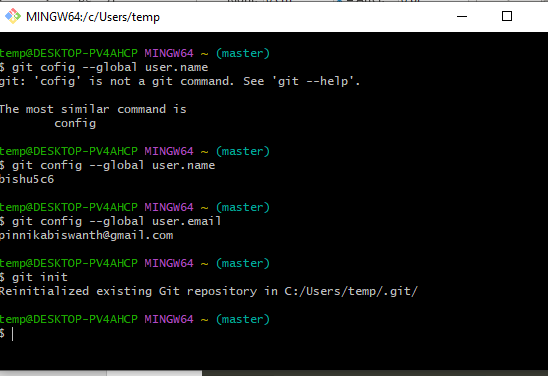 MINGW64:/c/Users/temp
temp@DESKTOP-PV4AHCP MINGW64 ~ (master)
$ git cofig --global user.name
git: 'cofig' is not a git command. See 'git --help'.
The most similar command is
config
temp@DESKTOP-PV4AHCP MINGW64 ~ (master)
$ git config --global user.name
bishu5c6
temp@DESKTOP-PV4AHCP MINGW64 ~ (master)
$ git config --global user.email
pinnikabiswanth@gmail.com
temp@DESKTOP-PV4AHCP MINGW64 ~ (master)
$ git init
Reinitialized existing Git repository in C:/Users/temp/.git/
temp@DESKTOP-PV4AHCP MINGW64 ~ (master)
$